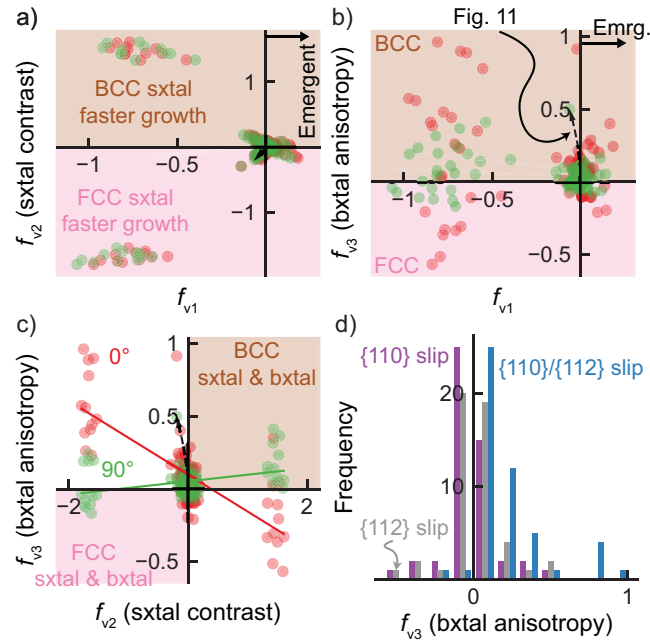 a)
f_v2 (sxtal contrast)
BCC sxtal
faster growth
Emergent
1
−1
−0.5
−1
FCC sxtal
faster growth
f_v1
b)
Fig. 11
Emrg.
f_v3 (bxtal anisotropy)
BCC
1
0.5
−1
−0.5
−0.5
FCC
f_v1
c)
f_v3 (bxtal anisotropy)
0°
1
BCC
sxtal & bxtal
0.5
90°
−2
2
FCC
sxtal & bxtal
−0.5
f_v2 (sxtal contrast)
d)
Frequency
{110} slip
{110}/{112} slip
20
10
{112} slip
0
1
f_v3 (bxtal anisotropy)